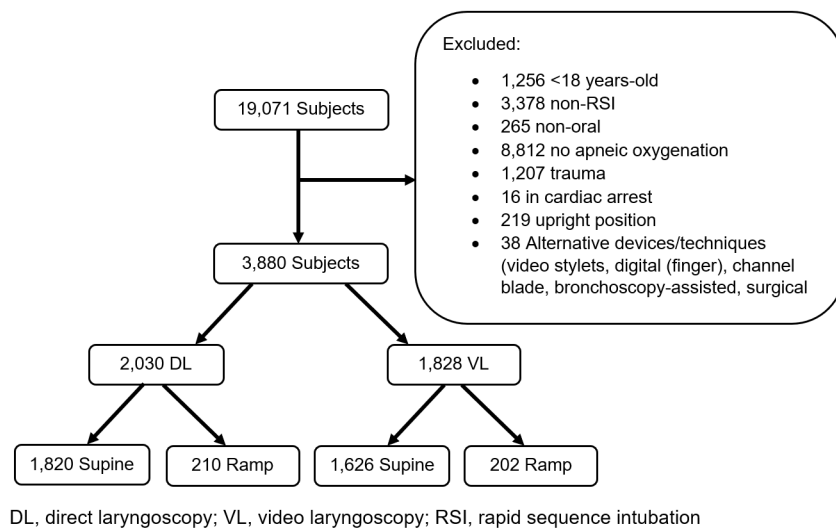 Excluded:
• 1,256 <18 years-old
• 3,378 non-RSI
• 265 non-oral
• 8,812 no apneic oxygenation
• 1,207 trauma
• 16 in cardiac arrest
• 219 upright position
• 38 Alternative devices/techniques
(video stylets, digital (finger), channel
blade, bronchoscopy-assisted, surgical
19,071 Subjects
3,880 Subjects
2,030 DL
1,828 VL
1,820 Supine
210 Ramp
1,626 Supine
202 Ramp
DL, direct laryngoscopy; VL, video laryngoscopy; RSI, rapid sequence intubation